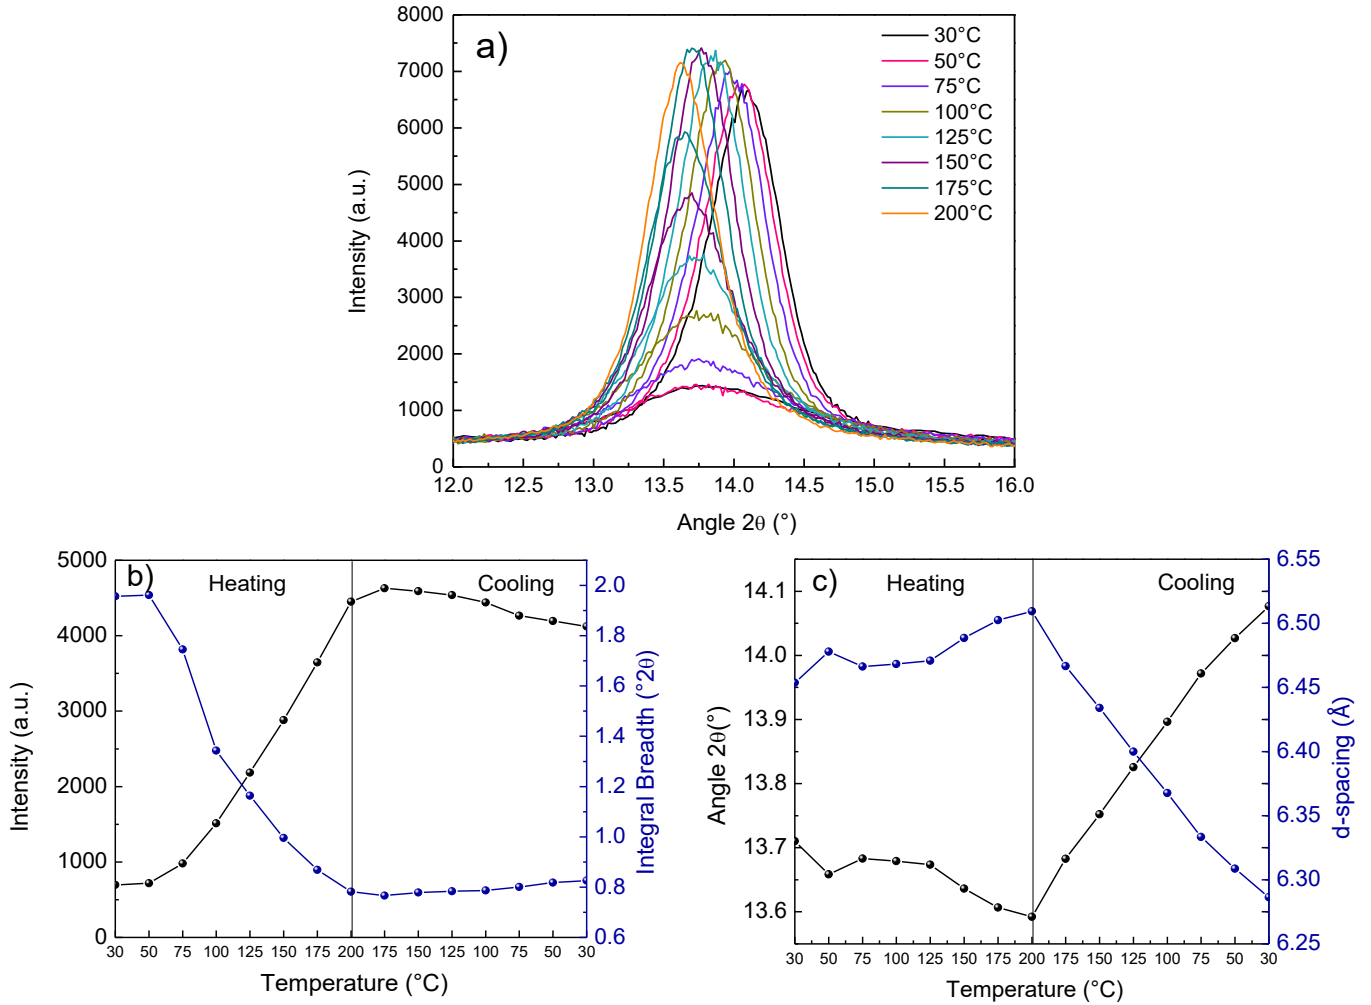 a)
8000
7000
6000
5000
4000
3000
2000
1000
0
Intensity (a.u.)
30°C
50°C
75°C
100°C
125°C
150°C
175°C
200°C
12.0 12.5 13.0 13.5 14.0 14.5 15.0 15.5 16.0
Angle 2θ (°)
b)
Heating
Cooling
5000
4000
3000
2000
1000
0
Intensity (a.u.)
2.0
1.8
1.6
1.4
1.2
1.0
0.8
0.6
Integral Breadth (°2θ)
30 50 75 100 125 150 175 200 175 150 125 100 75 50 30
Temperature (°C)
c)
Heating
Cooling
14.1
14.0
13.9
13.8
13.7
13.6
Angle 2θ(°)
6.55
6.50
6.45
6.40
6.35
6.30
6.25
d-spacing (Å)
30 50 75 100 125 150 175 200 175 150 125 100 75 50 30
Temperature (°C)